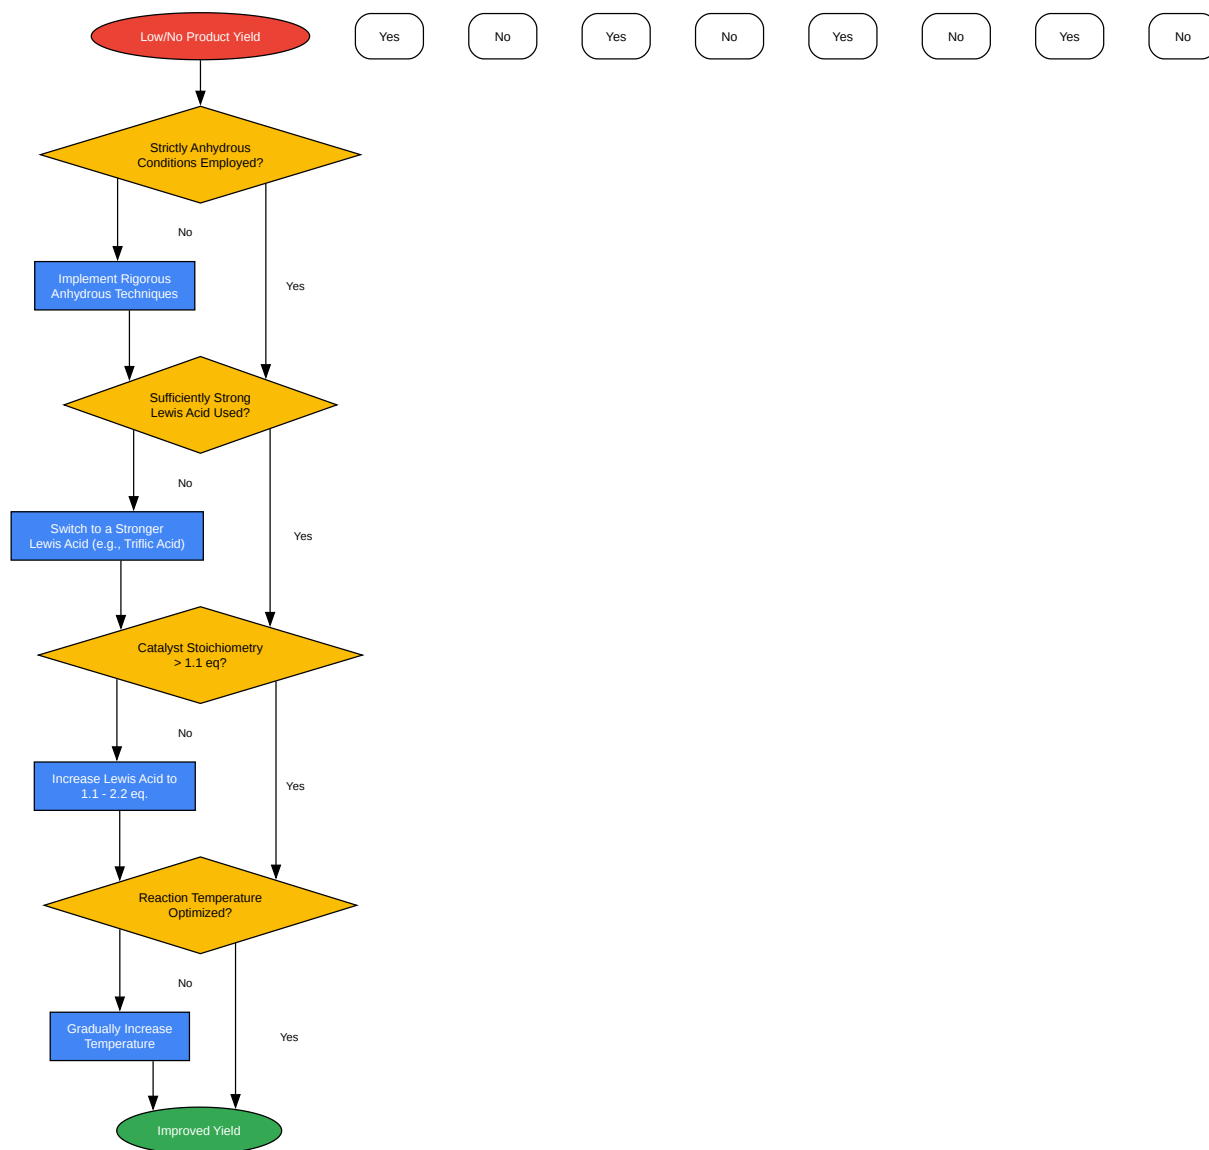 Low/No Product Yield
Yes
No
Yes
No
Yes
No
Yes
No
Strictly Anhydrous
Conditions Employed?
No
Implement Rigorous
Anhydrous Techniques
Yes
Sufficiently Strong
Lewis Acid Used?
No
Switch to a Stronger
Lewis Acid (e.g., Triflic Acid)
Yes
Catalyst Stoichiometry
> 1.1 eq?
No
Increase Lewis Acid to
1.1 - 2.2 eq.
Yes
Reaction Temperature
Optimized?
No
Gradually Increase
Temperature
Yes
Improved Yield